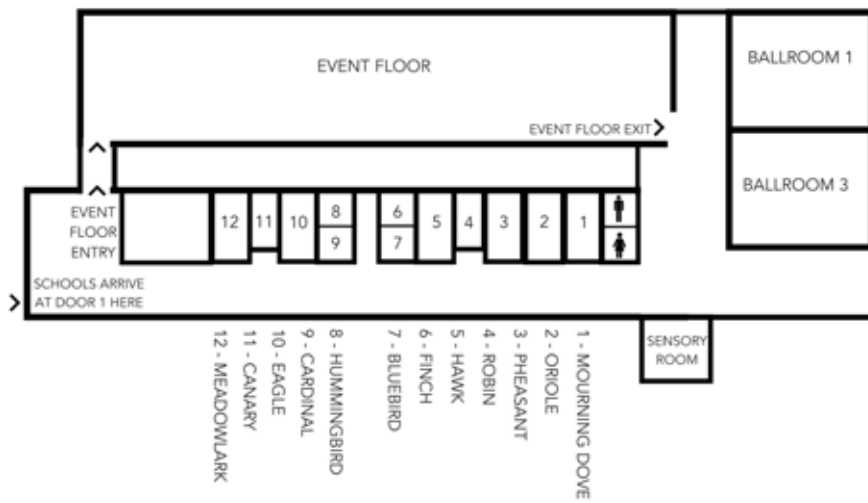 EVENT FLOOR
BALLROOM 1
EVENT FLOOR EXIT >
BALLROOM 3
EVENT
FLOOR
ENTRY
12
11
10
8
9
6
7
5
4
3
2
1
SCHOOLS ARRIVE
AT DOOR 1 HERE
SENSORY
ROOM
12 - MEADOWLARK
11 - CANARY
10 - EAGLE
9 - CARDINAL
8 - HUMMINGBIRD
7 - BLUEBIRD
6 - FINCH
5 - HAWK
4 - ROBIN
3 - PHEASANT
2 - ORIOLE
1 - MOURNING DOVE